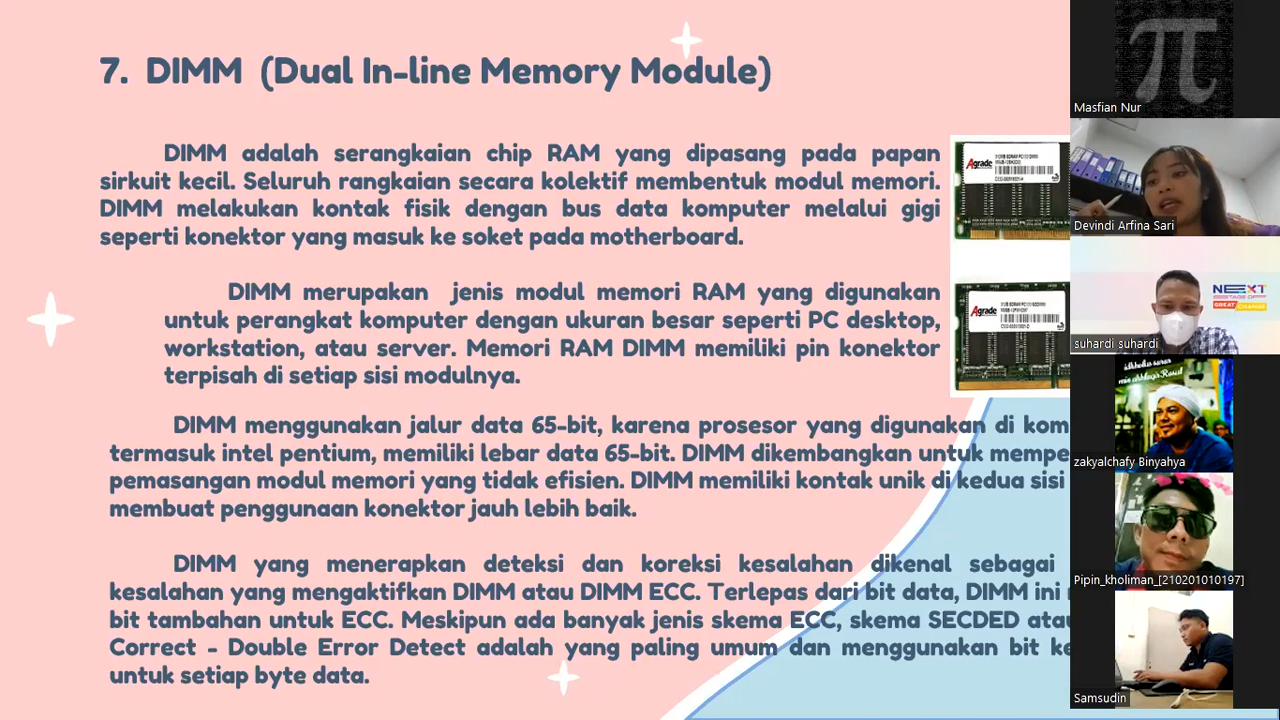 7. DIMM (Dual In-line Memory Module)
DIMM adalah serangkaian chip RAM yang dipasang pada papan
sirkuit kecil. Seluruh rangkaian secara kolektif membentuk modul memori.
DIMM melakukan kontak fisik dengan bus data komputer melalui gigi
seperti konektor yang masuk ke soket pada motherboard.
DIMM merupakan jenis modul memori RAM yang digunakan
untuk perangkat komputer dengan ukuran besar seperti PC desktop,
workstation, atau server. Memori RAM DIMM memiliki pin konektor
terpisah di setiap sisi modulnya.
DIMM menggunakan jalur data 65-bit, karena prosesor yang digunakan di kom
termasuk intel pentium, memiliki lebar data 65-bit. DIMM dikembangkan untuk mempe
pemasangan modul memori yang tidak efisien. DIMM memiliki kontak unik di kedua sisi
membuat penggunaan konektor jauh lebih baik.
DIMM yang menerapkan deteksi dan koreksi kesalahan dikenal sebagai
kesalahan yang mengaktifkan DIMM atau DIMM ECC. Terlepas dari bit data, DIMM ini
bit tambahan untuk ECC. Meskipun ada banyak jenis skema ECC, skema SECDED atau
Correct - Double Error Detect adalah yang paling umum dan menggunakan bit ke
untuk setiap byte data.
Agrade
Agrade
Masfian Nur
Devindi Arfina Sari
NEXT
GREAT
suhardi suhardi
zakyalchafy Binyahya
Pipin_kholiman_[210201010197]
Samsudin